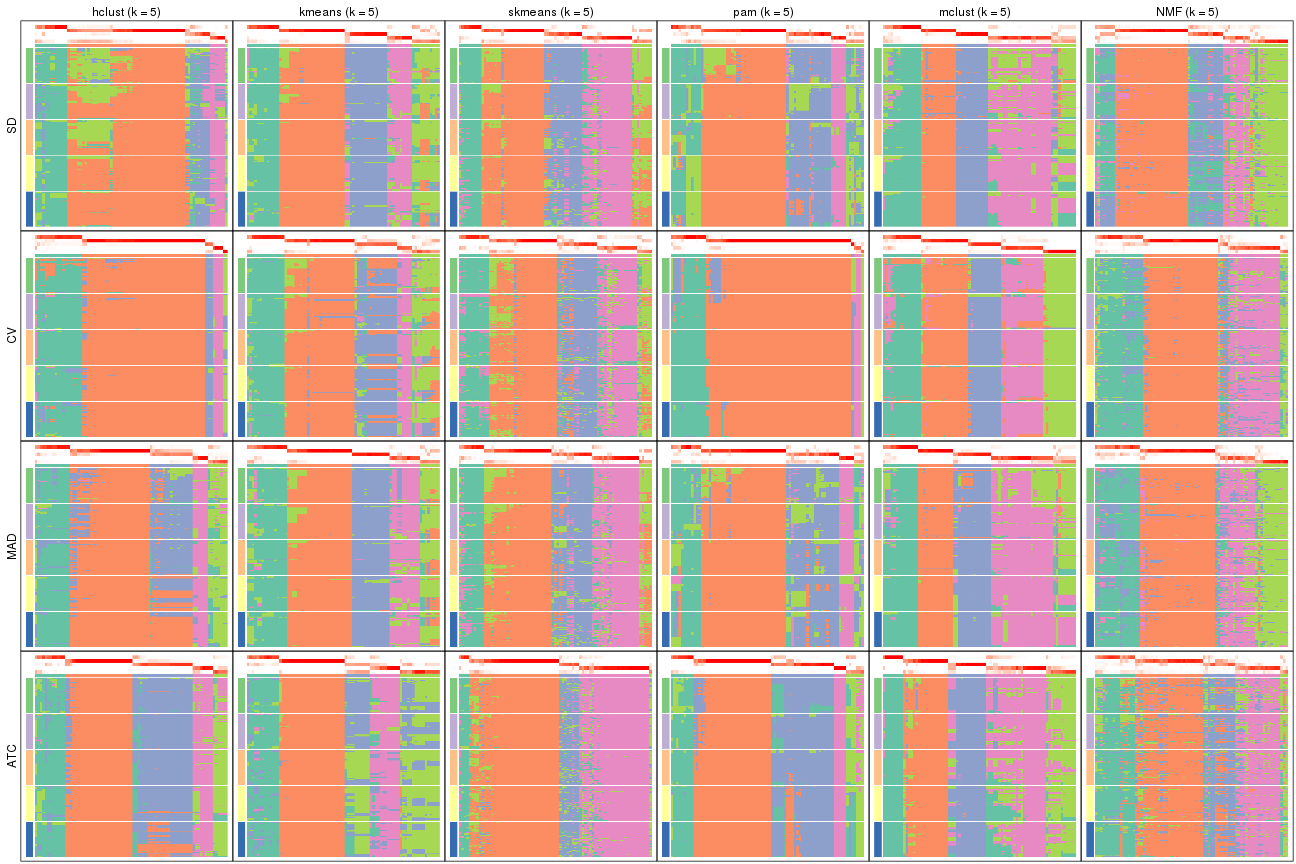 hclust (k = 5) kmeans (k = 5) skmeans (k = 5) pam (k = 5) mclust (k = 5) NMF (k = 5)
SD
CV
MAD
ATC